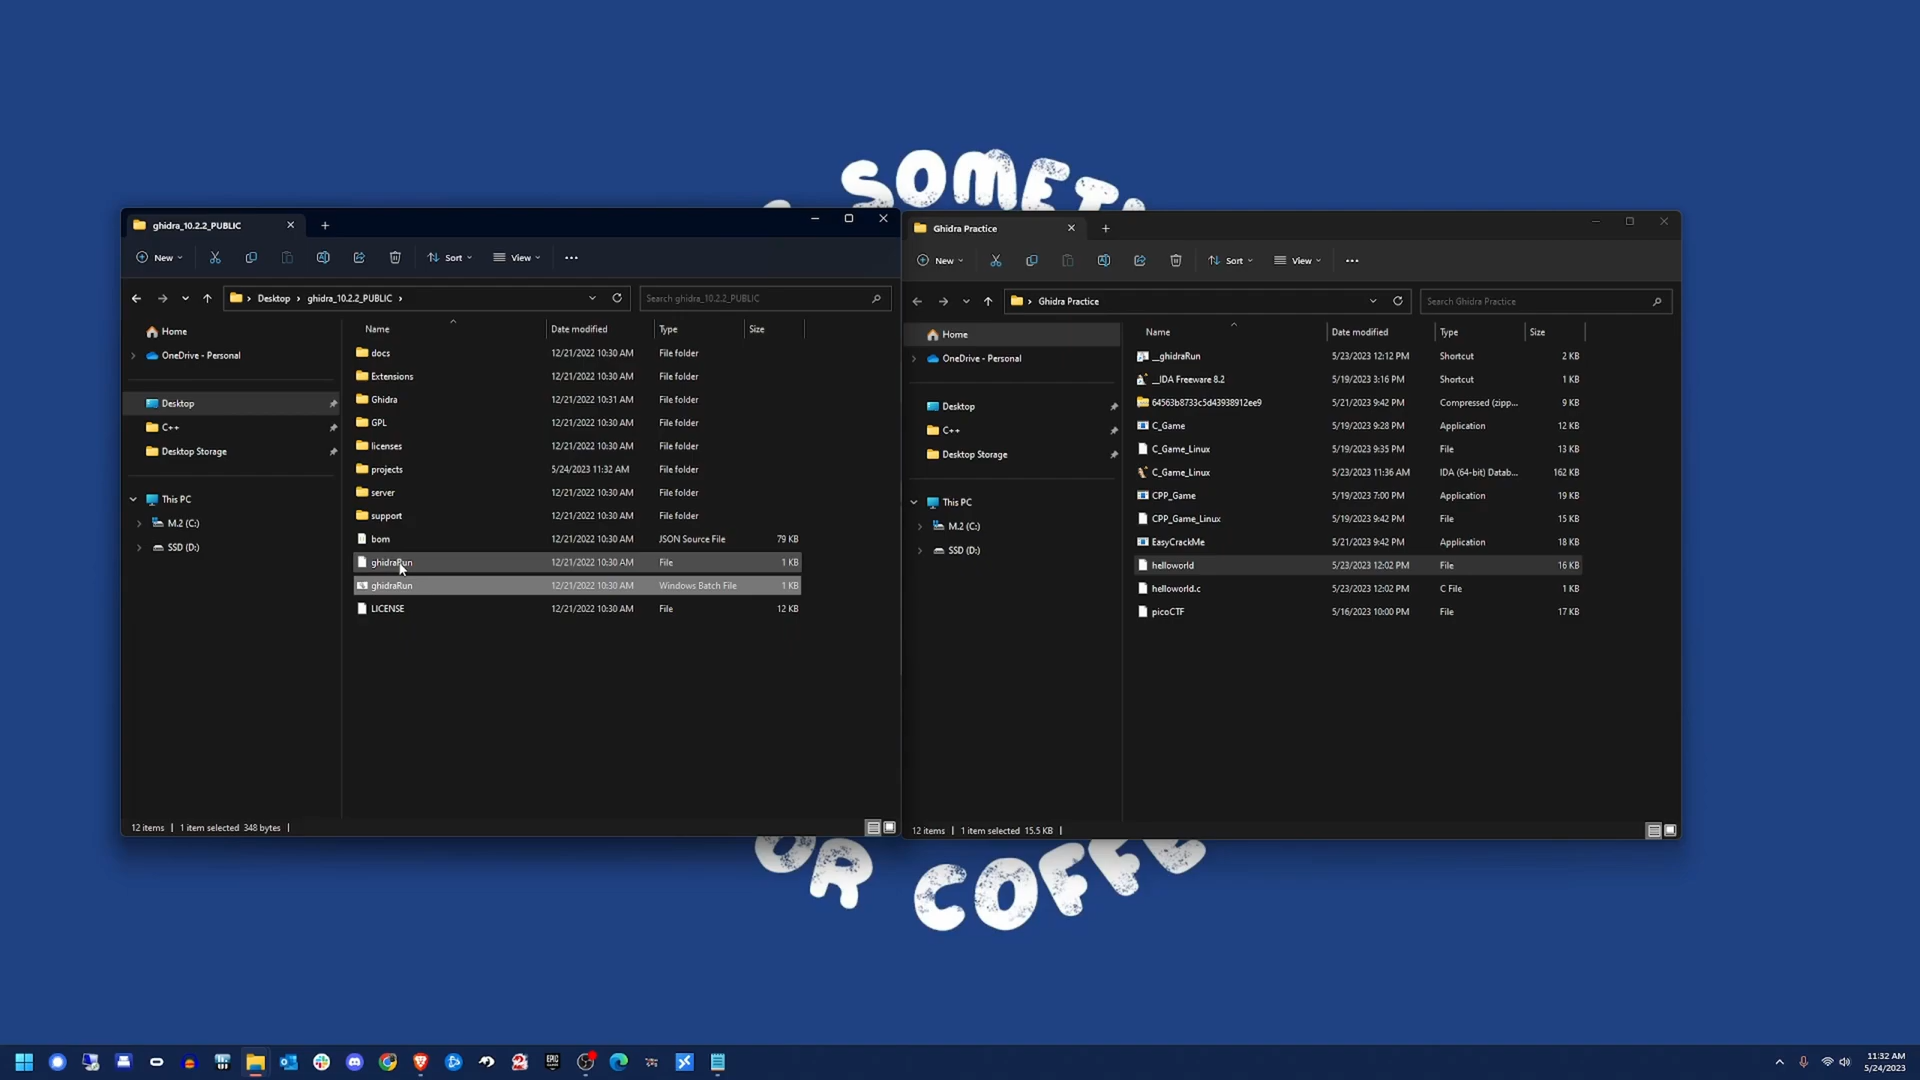 SOMET
ghidra_10.2.2_PUBLIC
New
Sort
View
Desktop
ghidra_10.2.2_PUBLIC
Search ghidra_10.2.2_PUBLIC
Home
OneDrive - Personal
Desktop
C++
Desktop Storage
This PC
M.2 (C:)
SSD (D:)
Name Date modified Type Size
docs 12/21/2022 10:30 AM File folder
Extensions 12/21/2022 10:30 AM File folder
Ghidra 12/21/2022 10:31 AM File folder
GPL 12/21/2022 10:30 AM File folder
licenses 12/21/2022 10:30 AM File folder
projects 5/24/2023 11:32 AM File folder
server 12/21/2022 10:30 AM File folder
support 12/21/2022 10:30 AM File folder
bom 12/21/2022 10:30 AM JSON Source File 79 KB
ghidraRun 12/21/2022 10:30 AM File 1 KB
ghidraRun 12/21/2022 10:30 AM Windows Batch File 1 KB
LICENSE 12/21/2022 10:30 AM File 12 KB
12 items 1 item selected 348 bytes
Ghidra Practice
New
Sort
View
Ghidra Practice
Search Ghidra Practice
Home
OneDrive - Personal
Desktop
C++
Desktop Storage
This PC
M.2 (C:)
SSD (D:)
Name Date modified Type Size
__ghidraRun 5/23/2023 12:12 PM Shortcut 2 KB
__IDA Freeware 8.2 5/19/2023 3:16 PM Shortcut 1 KB
64563b8733c5d43938912ee9 5/21/2023 9:42 PM Compressed (zipp... 9 KB
C_Game 5/19/2023 9:28 PM Application 12 KB
C_Game_Linux 5/19/2023 9:35 PM File 13 KB
C_Game_Linux 5/23/2023 11:36 AM IDA (64-bit) Datab... 162 KB
CPP_Game 5/19/2023 7:00 PM Application 19 KB
CPP_Game_Linux 5/19/2023 9:42 PM File 15 KB
EasyCrackMe 5/21/2023 9:42 PM Application 18 KB
helloworld 5/23/2023 12:02 PM File 16 KB
helloworld.c 5/23/2023 12:02 PM C File 1 KB
picoCTF 5/16/2023 10:00 PM File 17 KB
12 items 1 item selected 15.5 KB
OR COFFE
EPIC
11:32 AM
5/24/2023